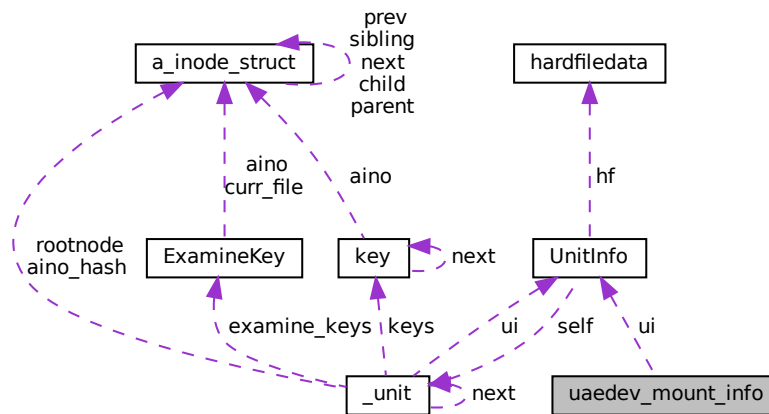 prev
sibling
next
child
parent
a_inode_struct
hardfiledata
aino
curr_file
aino
hf
rootnode
aino_hash
ExamineKey
key
next
UnitInfo
examine_keys
keys
ui
self
ui
_unit
next
uaedev_mount_info